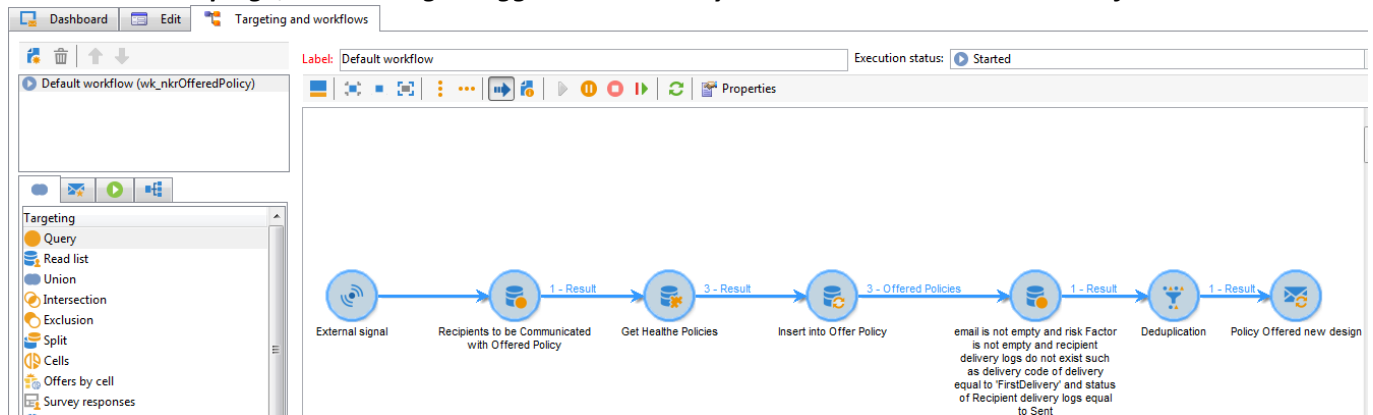 Dashboard Edit Targeting and workflows
Label: Default workflow Execution status: Started
Default workflow (wk_nkrOfferedPolicy)
Properties
Targeting
Query
Read list
Union
Intersection
Exclusion
Split
Cells
Offers by cell
Survey responses
1 - Result 3 - Result 3 - Offered Policies 1 - Result 1 - Result
External signal
Recipients to be Communicated
with Offered Policy
Get Healthe Policies
Insert into Offer Policy
email is not empty and risk Factor
is not empty and recipient
delivery logs do not exist such
as delivery code of delivery
equal to 'FirstDelivery' and status
of Recipient delivery logs equal
to Sent
Deduplication
Policy Offered new design